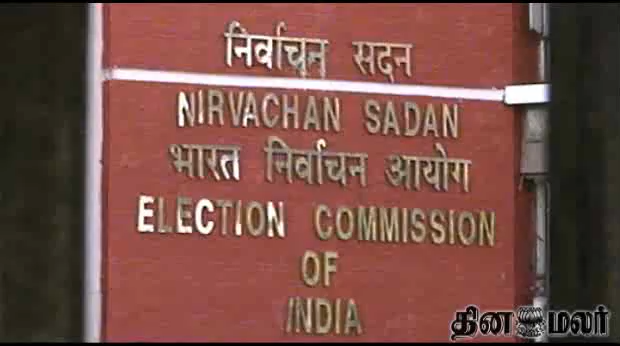 निर्वाचन सदन
NIRVACHAN SADAN
भारत निर्वाचन आयोग
ELECTION COMMISSION
OF
INDIA
தினமலர்